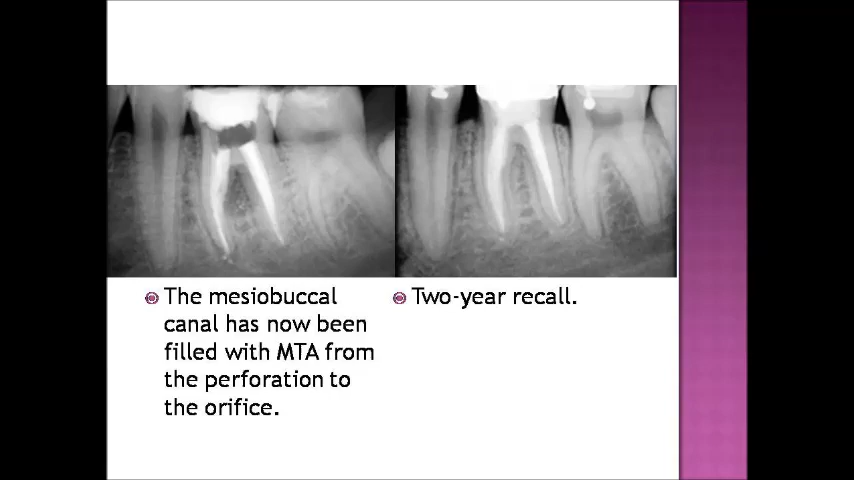 The mesiobuccal
canal has now been
filled with MTA from
the perforation to
the orifice.
Two-year recall.